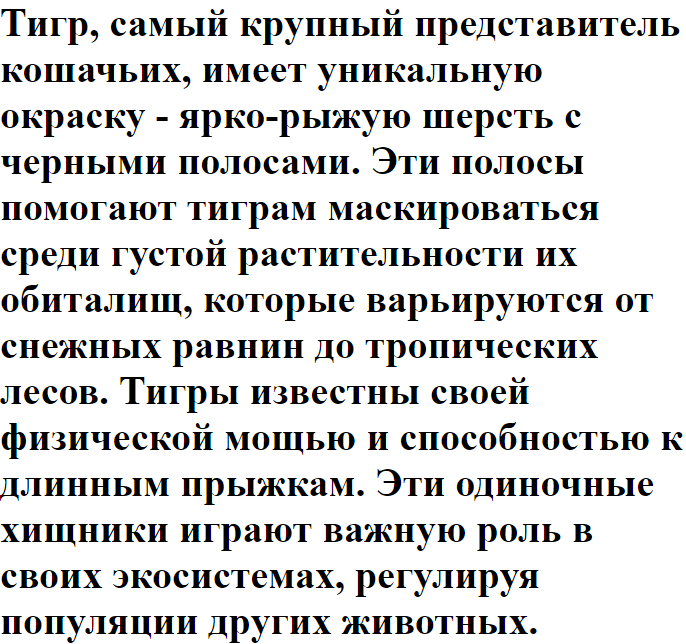 Тигр, самый крупный представитель
кошачьих, имеет уникальную
окраску - ярко-рыжую шерсть с
черными полосами. Эти полосы
помогают тиграм маскироваться
среди густой растительности их
обиталищ, которые варьируются от
снежных равнин до тропических
лесов. Тигры известны своей
физической мощью и способностью к
длинным прыжкам. Эти одиночные
хищники играют важную роль в
своих экосистемах, регулируя
популяции других животных.